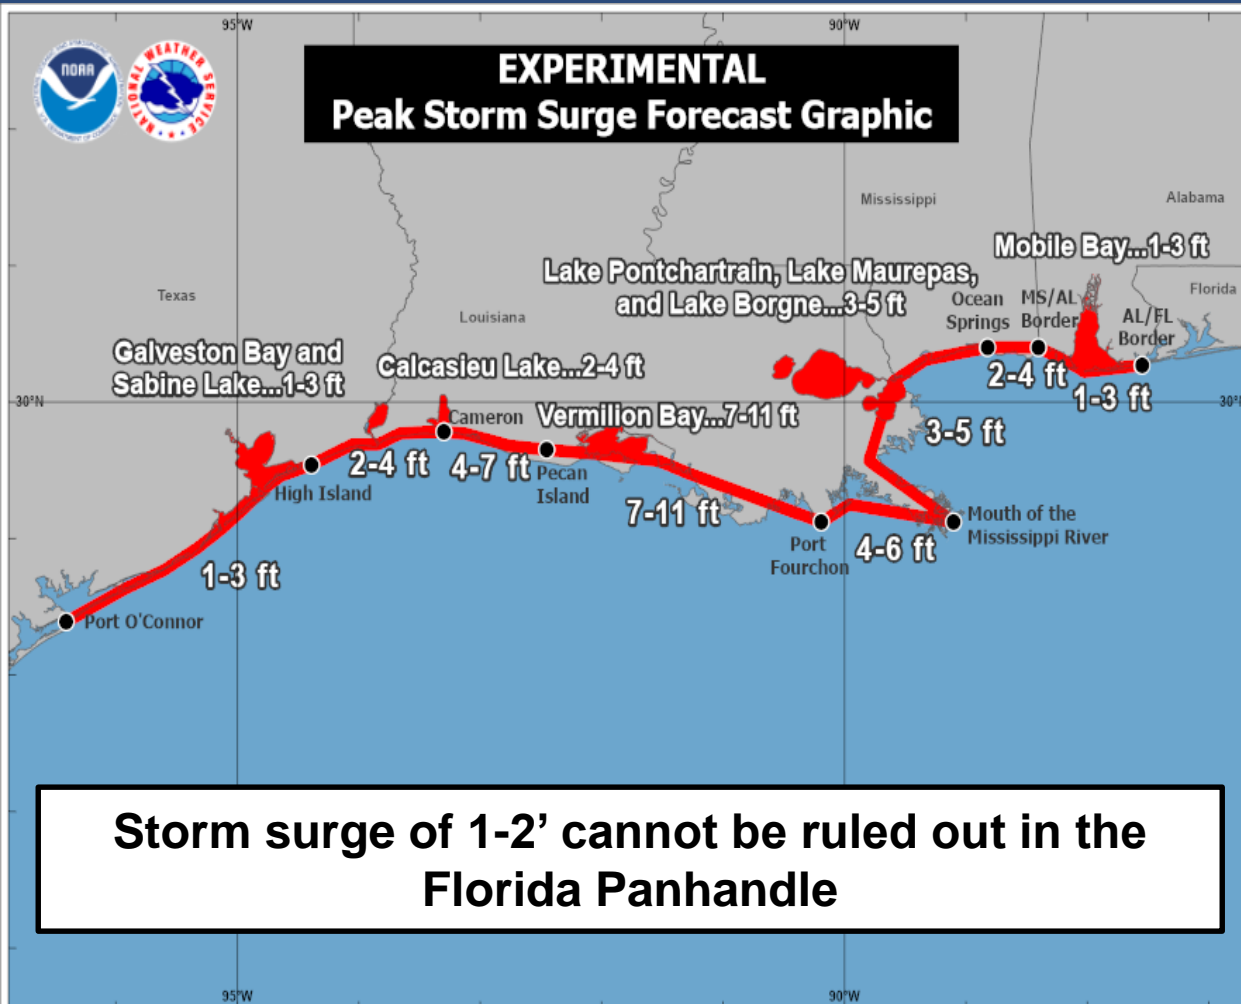 95°W
90°W
NOAA
NATIONAL WEATHER SERVICE
EXPERIMENTAL
Peak Storm Surge Forecast Graphic
Mississippi
Alabama
Mobile Bay...1-3 ft
Lake Pontchartrain, Lake Maurepas,
and Lake Borgne...3-5 ft
Texas
Louisiana
Ocean
Springs
MS/AL
Border
AL/FL
Border
Florida
Galveston Bay and
Sabine Lake...1-3 ft
Calcasieu Lake...2-4 ft
2-4 ft
1-3 ft
30°N
30°
Cameron
Vermilion Bay...7-11 ft
3-5 ft
2-4 ft
4-7 ft
Pecan
Island
High Island
7-11 ft
Mouth of the
Mississippi River
Port
Fourchon
4-6 ft
1-3 ft
Port O'Connor
Storm surge of 1-2’ cannot be ruled out in the
Florida Panhandle
95°W
90°W